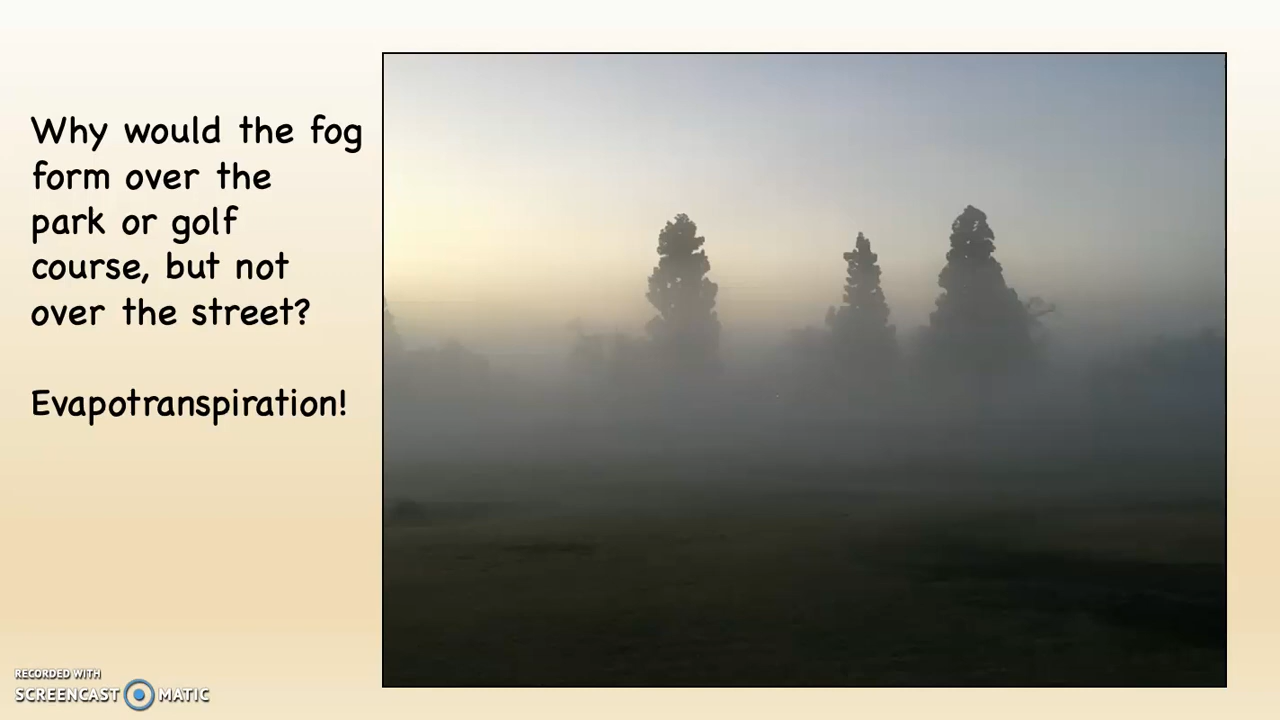 Why would the fog
form over the
park or golf
course, but not
over the street?
Evapotranspiration!
RECORDED WITH
SCREENCAST MATIC